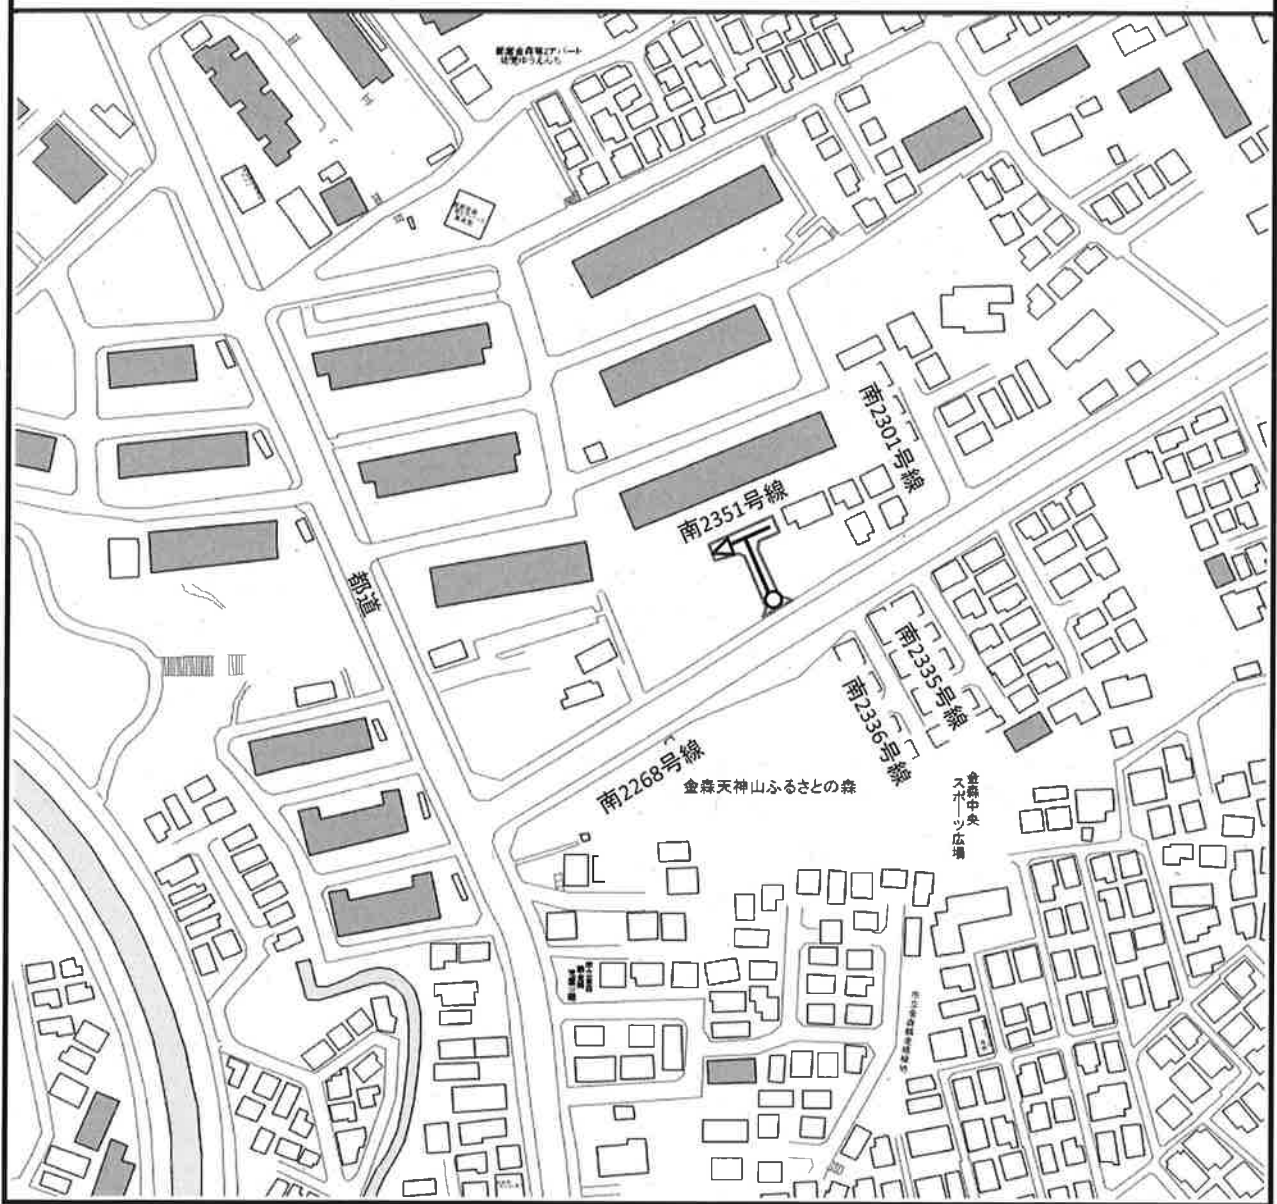 南2301号線
南2351号線
都道
南2335号線
南2336号線
南2268号線
金森天神山ふるさとの森
金森中央
スポーツ広場